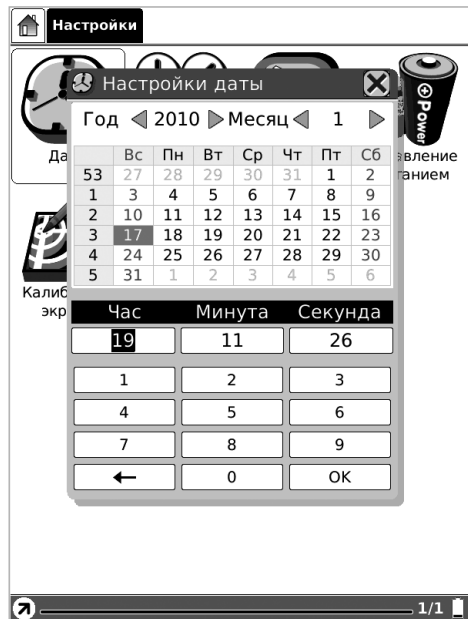 Настройки
Настройки даты
Год 2010 Месяц 1
Вс Пн Вт Ср Чт Пт Сб
53 27 28 29 30 31 1 2
1 3 4 5 6 7 8 9
2 10 11 12 13 14 15 16
3 17 18 19 20 21 22 23
4 24 25 26 27 28 29 30
5 31 1 2 3 4 5 6
Час Минута Секунда
19 11 26
1 2 3
4 5 6
7 8 9
← 0 OK
Да
Power
вление
танием
Калиб
экр
1/1